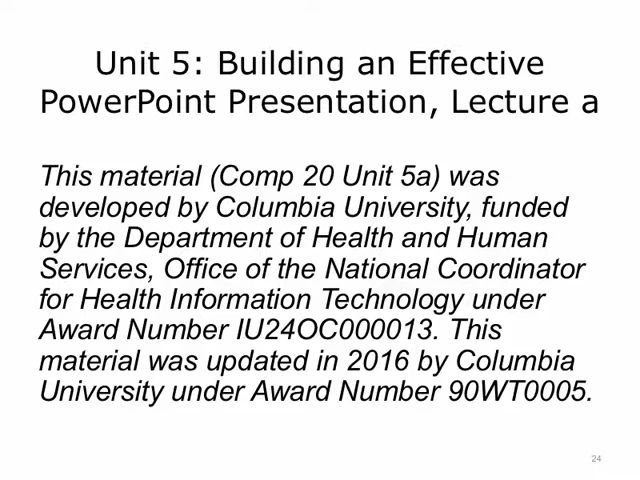 Unit 5: Building an Effective
PowerPoint Presentation, Lecture a
This material (Comp 20 Unit 5a) was
developed by Columbia University, funded
by the Department of Health and Human
Services, Office of the National Coordinator
for Health Information Technology under
Award Number IU24OC000013. This
material was updated in 2016 by Columbia
University under Award Number 90WT0005.
24